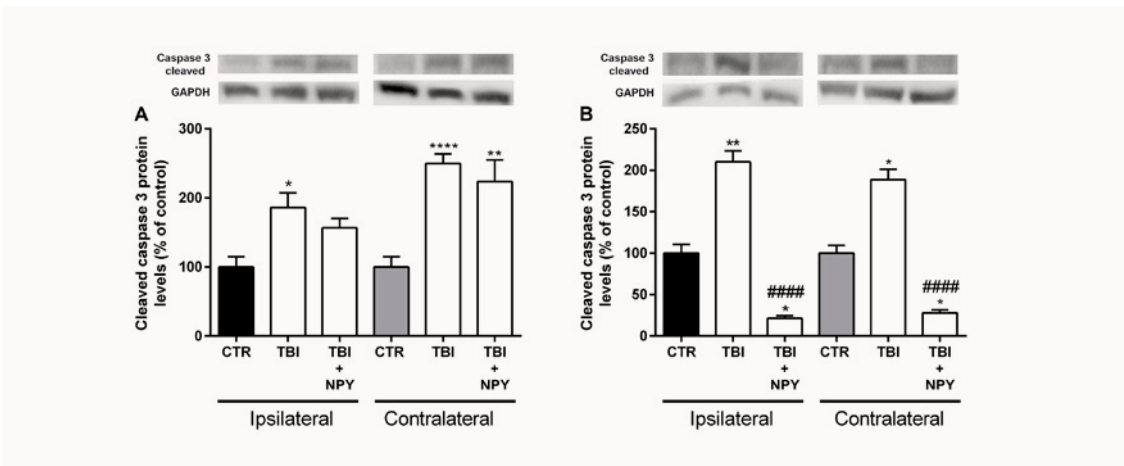 Caspase 3
cleaved
GAPDH
A
Cleaved caspase 3 protein
levels (% of control)
300
200
100
0
*
****
**
CTR
TBI
TBI
+
NPY
CTR
TBI
TBI
+
NPY
Ipsilateral
Contralateral
Caspase 3
cleaved
GAPDH
B
Cleaved caspase 3 protein
levels (% of control)
250
200
150
100
50
0
**
####
*
*
####
*
CTR
TBI
TBI
+
NPY
CTR
TBI
TBI
+
NPY
Ipsilateral
Contralateral